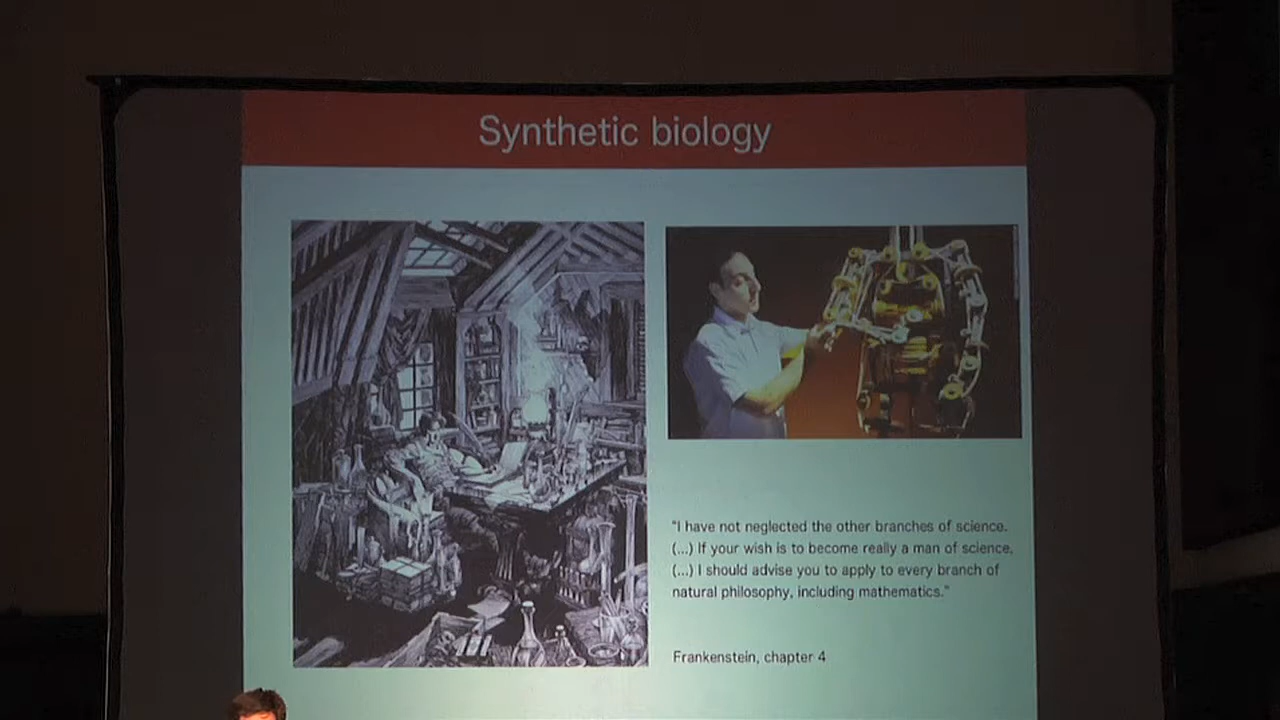 Synthetic biology
"I have not neglected the other branches of science.
(...) If your wish is to become really a man of science,
(...) I should advise you to apply to every branch of
natural philosophy, including mathematics."
Frankenstein, chapter 4